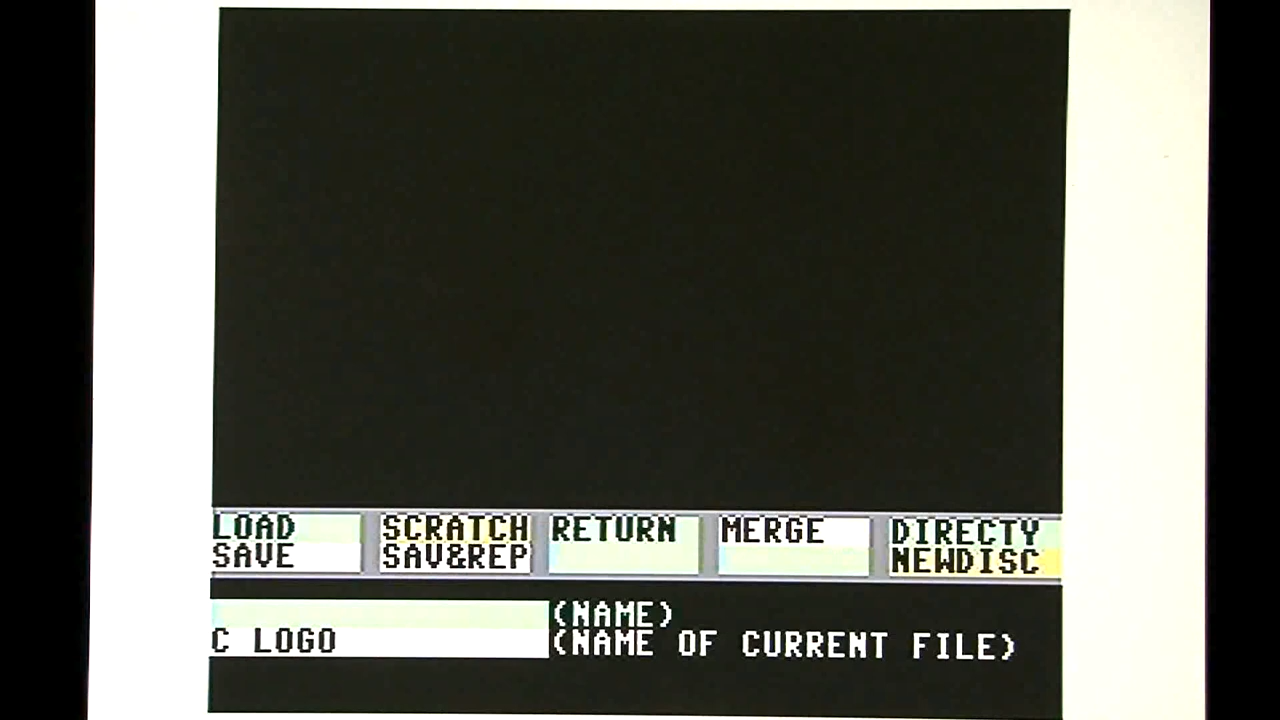 LOAD SCRATCH RETURN MERGE DIRECTY
SAVE SAV&REP NEWDISC
(NAME)
C LOGO (NAME OF CURRENT FILE)